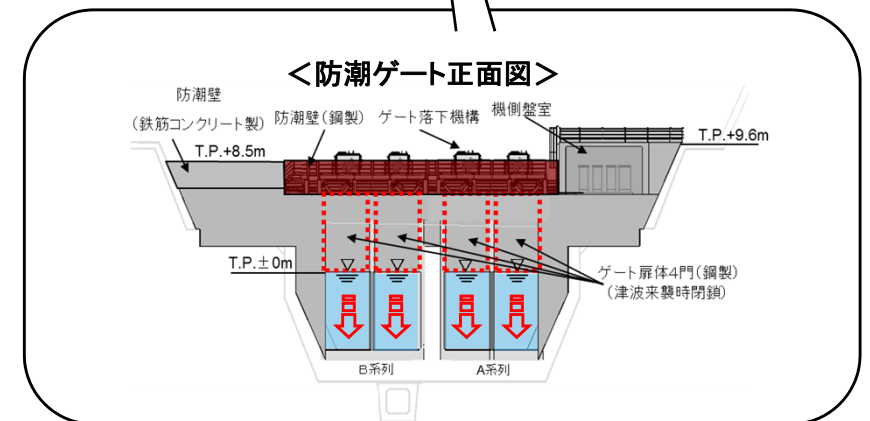 ＜防潮ゲート正面図＞
防潮壁
（鉄筋コンクリート製）
防潮壁（鋼製）
ゲート落下機構
機側盤室
T.P.+8.5m
T.P.+9.6m
T.P.±0m
ゲート扉体4門（鋼製）
（津波来襲時閉鎖）
B系列
A系列